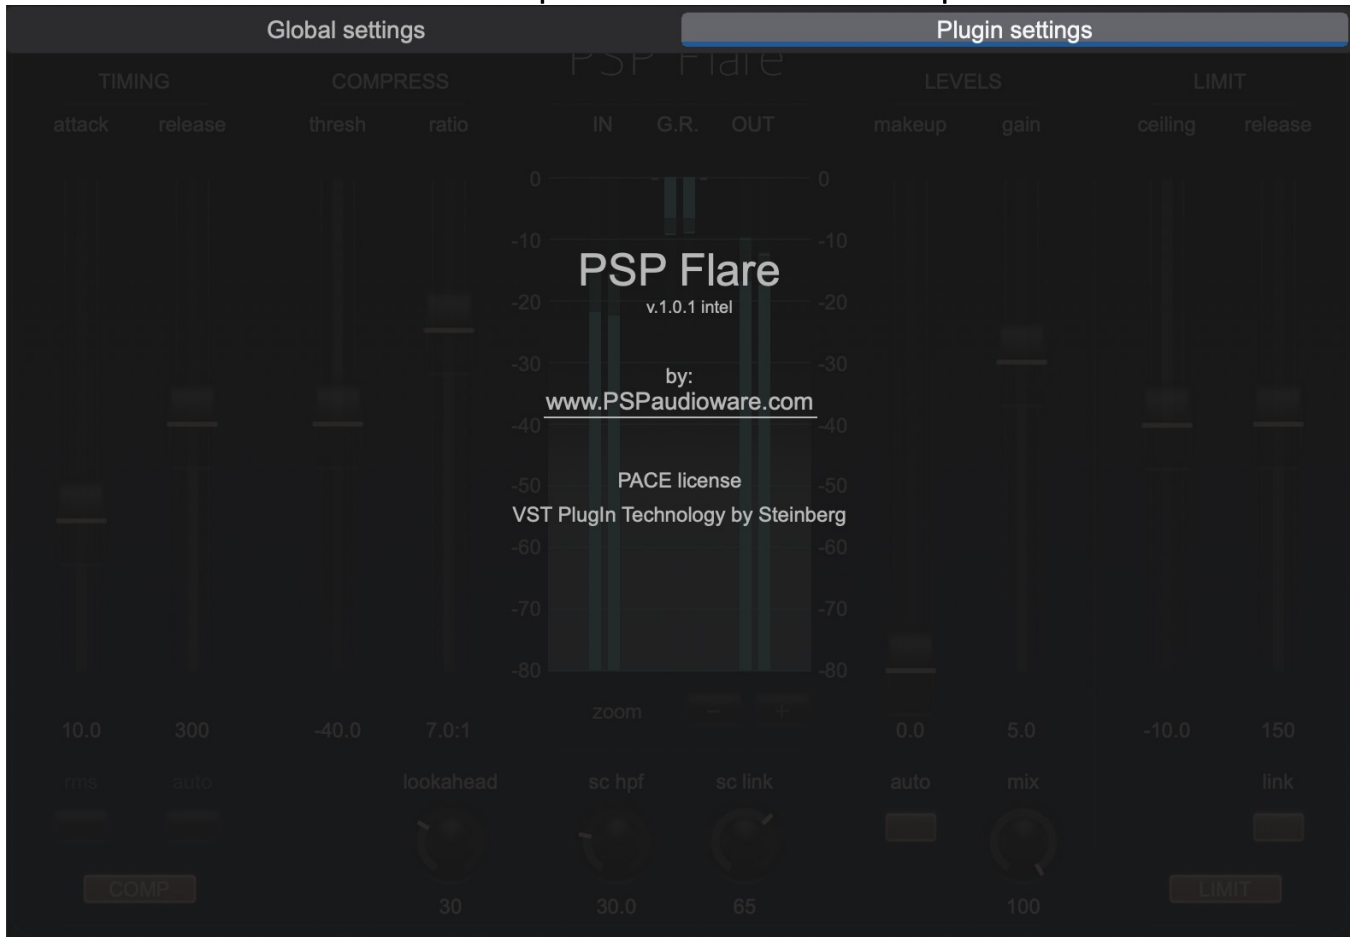 Global settings Plugin settings
PSP Flare
TIMING COMPRESS LEVELS LIMIT
attack release thresh ratio IN G.R. OUT makeup gain ceiling release
0 0
-10 -10
PSP Flare
-20 v.1.0.1 intel -20
-30 -30
by:
www.PSPaudioware.com
-40 -40
PACE license
-50 -50
VST PlugIn Technology by Steinberg
-60 -60
-70 -70
-80 -80
zoom - +
10.0 300 -40.0 7.0:1 0.0 5.0 -10.0 150
rms auto lookahead sc hpf sc link auto mix link
COMP LIMIT
30 30.0 65 100